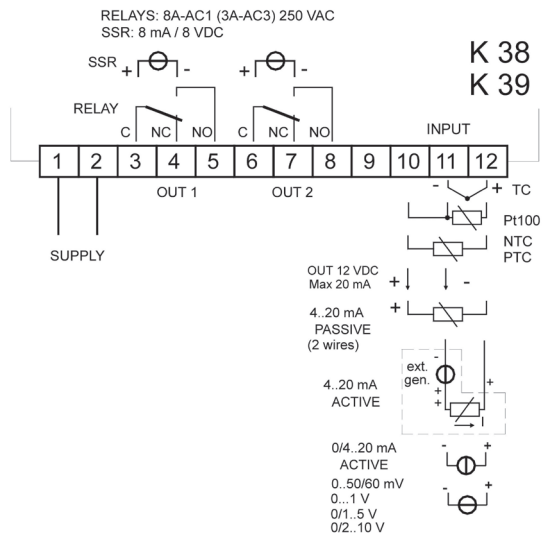 RELAYS: 8A-AC1 (3A-AC3) 250 VAC
SSR: 8 mA / 8 VDC
K 38
K 39
SSR + - + -
RELAY
C NC NO C NC NO INPUT
1 2 3 4 5 6 7 8 9 10 11 12
OUT 1 OUT 2
- + TC
Pt100
SUPPLY
NTC
PTC
OUT 12 VDC
Max 20 mA + -
4..20 mA +
PASSIVE
(2 wires)
-
ext.
gen.
+ +
4..20 mA +
ACTIVE
I
0/4..20 mA - +
ACTIVE
0..50/60 mV - +
0...1 V
0/1..5 V
0/2..10 V